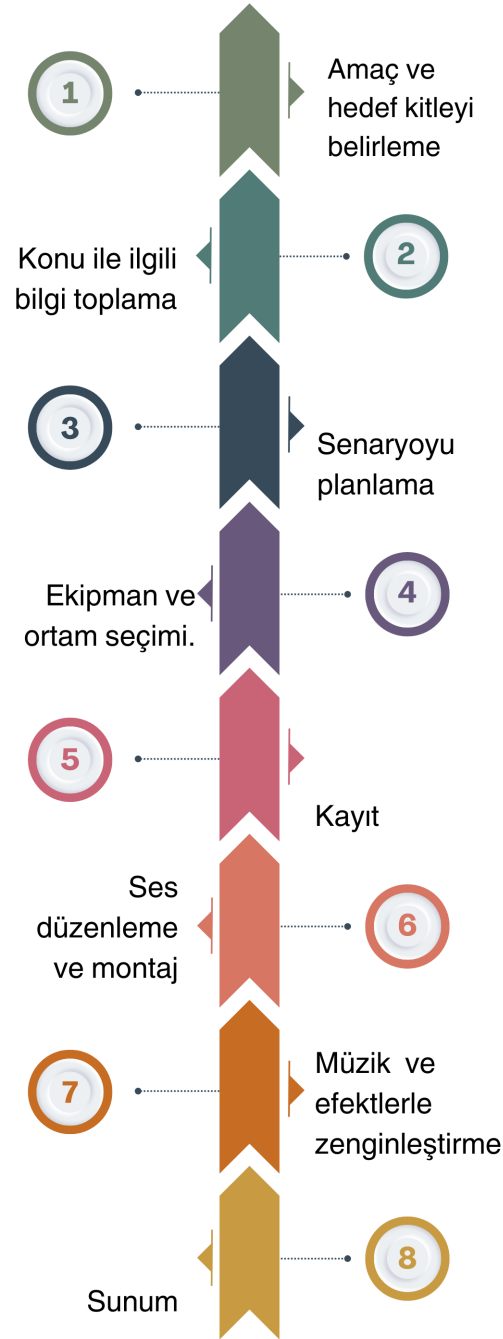 1
Amaç ve
hedef kitleyi
belirleme
2
Konu ile ilgili
bilgi toplama
3
Senaryoyu
planlama
4
Ekipman ve
ortam seçimi.
5
Kayıt
6
Ses
düzenleme
ve montaj
7
Müzik ve
efektlerle
zenginleştirme
8
Sunum